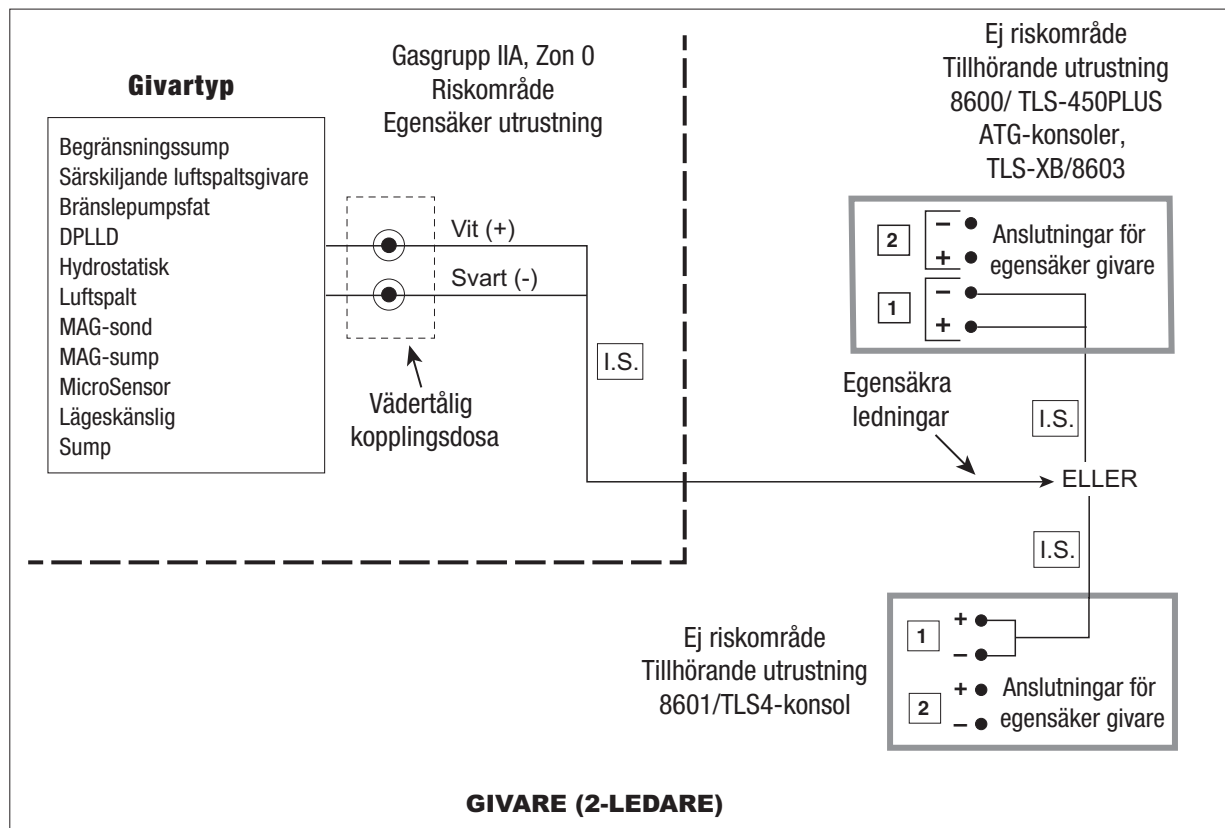 Givartyp
Begränsningssump
Särskiljande luftspaltsgivare
Bränslepumpsfat
DPLLD
Hydrostatisk
Luftspalt
MAG-sond
MAG-sump
MicroSensor
Lägeskänslig
Sump
Gasgrupp IIA, Zon 0
Riskområde
Egensäker utrustning
Vit (+)
Svart (-)
Vädertålig
kopplingsdosa
I.S.
Ej riskområde
Tillhörande utrustning
8600/ TLS-450PLUS
ATG-konsoler,
TLS-XB/8603
2
–
+
1
–
+
Anslutningar för
egensäker givare
Egensäkra
ledningar
I.S.
ELLER
I.S.
Ej riskområde
Tillhörande utrustning
8601/TLS4-konsol
1
+
–
2
+
–
Anslutningar för
egensäker givare
GIVARE (2-LEDARE)